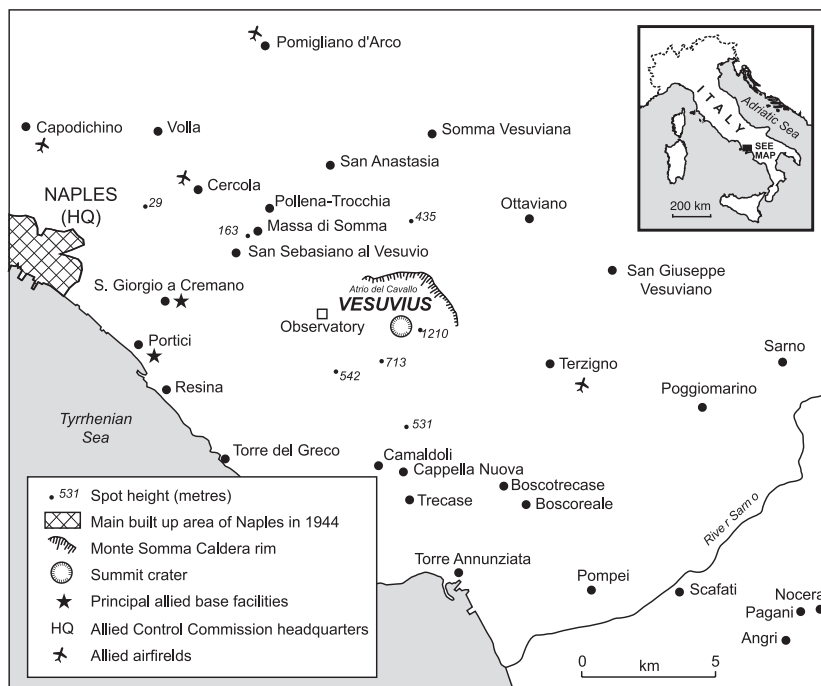 Pomigliano d'Arco
Capodichino
Volla
Somma Vesuviana
San Anastasia
Cercola
NAPLES
(HQ)
29
Pollena-Trocchia
163
Massa di Somma
435
Ottaviano
San Sebasiano al Vesuvio
San Giuseppe
Vesuviano
S. Giorgio a Cremano
Atrio del Cavallo
VESUVIUS
Observatory
1210
Portici
713
542
Terzigno
Sarno
Resina
Poggiomarino
Tyrrhenian
Sea
531
Torre del Greco
Camaldoli
Cappella Nuova
Boscotrecase
Trecase
Boscoreale
River Sarno
Torre Annunziata
Pompei
Scafati
Nocera
Pagani
Angri
ITALY
Adriatic Sea
SEE
MAP
200 km
531 Spot height (metres)
Main built up area of Naples in 1944
Monte Somma Caldera rim
Summit crater
Principal allied base facilities
HQ Allied Control Commission headquarters
Allied airfirelds
0 km 5